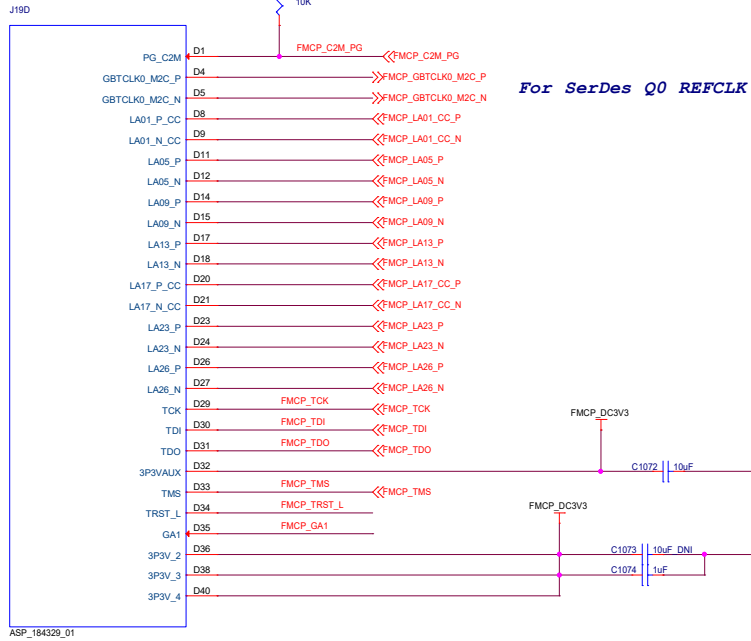 10K
J19D
PG_C2M D1 FMCP_C2M_PG FMCP_C2M_PG
GBTCLK0_M2C_P D4 FMCP_GBTCLK0_M2C_P
For SerDes Q0 REFCLK
GBTCLK0_M2C_N D5 FMCP_GBTCLK0_M2C_N
LA01_P_CC D8 FMCP_LA01_CC_P
LA01_N_CC D9 FMCP_LA01_CC_N
LA05_P D11 FMCP_LA05_P
LA05_N D12 FMCP_LA05_N
LA09_P D14 FMCP_LA09_P
LA09_N D15 FMCP_LA09_N
LA13_P D17 FMCP_LA13_P
LA13_N D18 FMCP_LA13_N
LA17_P_CC D20 FMCP_LA17_CC_P
LA17_N_CC D21 FMCP_LA17_CC_N
LA23_P D23 FMCP_LA23_P
LA23_N D24 FMCP_LA23_N
LA26_P D26 FMCP_LA26_P
LA26_N D27 FMCP_LA26_N
TCK D29 FMCP_TCK FMCP_TCK
FMCP_DC3V3
TDI D30 FMCP_TDI FMCP_TDI
TDO D31 FMCP_TDO FMCP_TDO
3P3VAUX D32 C1072 10uF
TMS D33 FMCP_TMS FMCP_TMS
TRST_L D34 FMCP_TRST_L
FMCP_DC3V3
GA1 D35 FMCP_GA1
3P3V_2 D36 C1073 10uF_DNI
3P3V_3 D38 C1074 1uF
3P3V_4 D40
ASP_184329_01